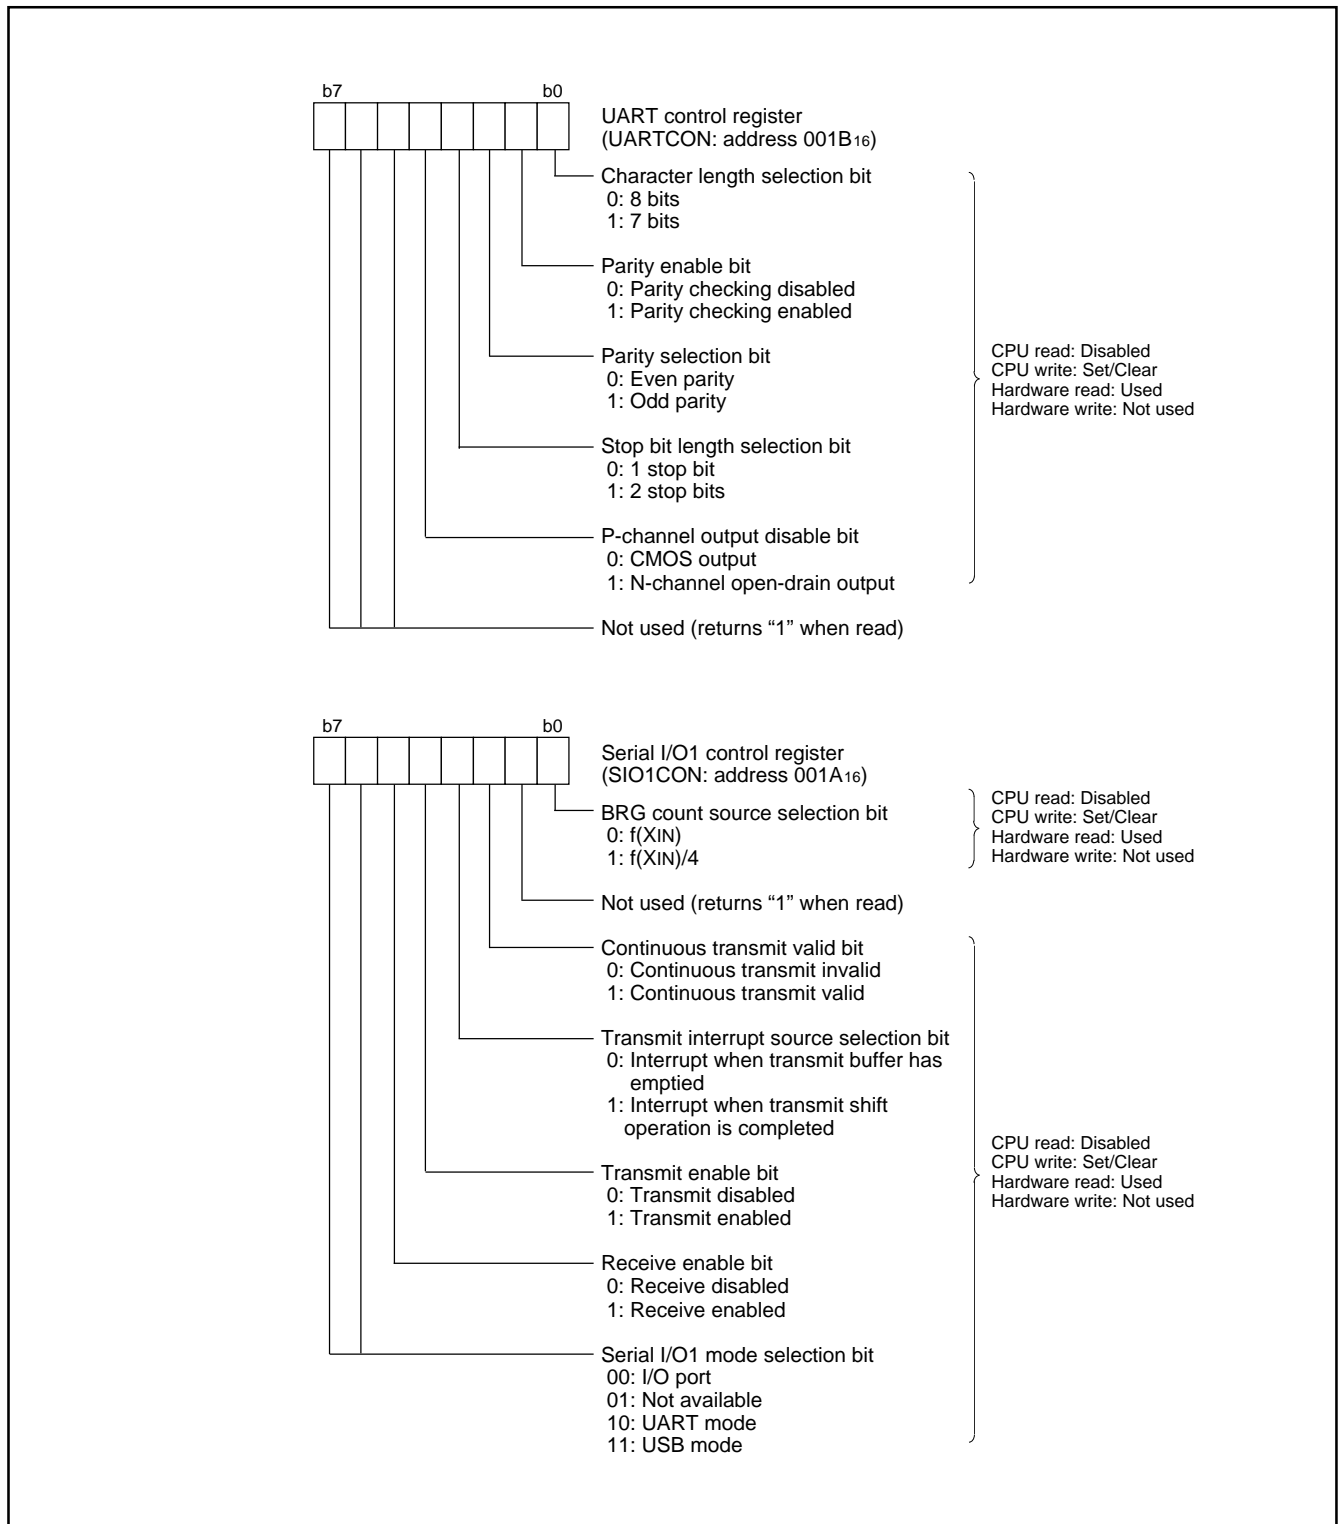 b7 b0
UART control register
(UARTCON: address 001B16)
Character length selection bit
0: 8 bits
1: 7 bits
Parity enable bit
0: Parity checking disabled
1: Parity checking enabled
Parity selection bit
0: Even parity
1: Odd parity
Stop bit length selection bit
0: 1 stop bit
1: 2 stop bits
P-channel output disable bit
0: CMOS output
1: N-channel open-drain output
Not used (returns “1” when read)
CPU read: Disabled
CPU write: Set/Clear
Hardware read: Used
Hardware write: Not used
b7 b0
Serial I/O1 control register
(SIO1CON: address 001A16)
BRG count source selection bit
0: f(XIN)
1: f(XIN)/4
CPU read: Disabled
CPU write: Set/Clear
Hardware read: Used
Hardware write: Not used
Not used (returns “1” when read)
Continuous transmit valid bit
0: Continuous transmit invalid
1: Continuous transmit valid
Transmit interrupt source selection bit
0: Interrupt when transmit buffer has
emptied
1: Interrupt when transmit shift
operation is completed
Transmit enable bit
0: Transmit disabled
1: Transmit enabled
Receive enable bit
0: Receive disabled
1: Receive enabled
Serial I/O1 mode selection bit
00: I/O port
01: Not available
10: UART mode
11: USB mode
CPU read: Disabled
CPU write: Set/Clear
Hardware read: Used
Hardware write: Not used